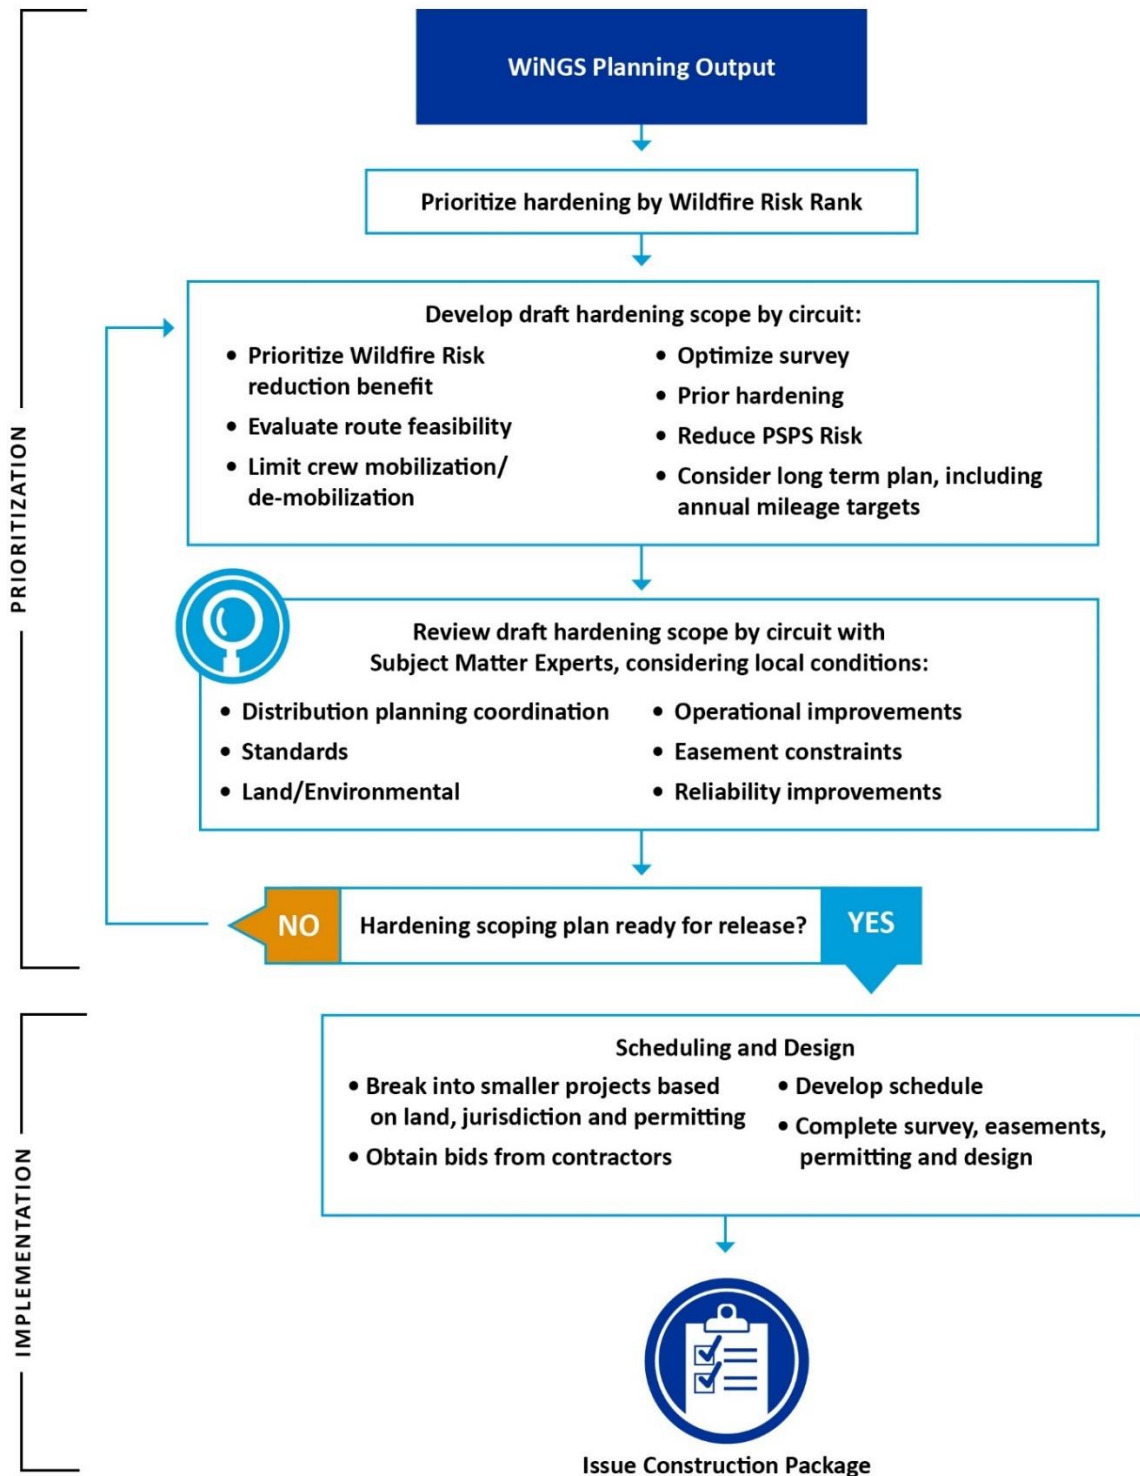 WiNGS Planning Output
Prioritize hardening by Wildfire Risk Rank
Develop draft hardening scope by circuit:
• Prioritize Wildfire Risk
reduction benefit
• Evaluate route feasibility
• Limit crew mobilization/
de-mobilization
• Optimize survey
• Prior hardening
• Reduce PSPS Risk
• Consider long term plan, including
annual mileage targets
PRIORITIZATION
Review draft hardening scope by circuit with
Subject Matter Experts, considering local conditions:
• Distribution planning coordination
• Standards
• Land/Environmental
• Operational improvements
• Easement constraints
• Reliability improvements
NO
Hardening scoping plan ready for release?
YES
IMPLEMENTATION
Scheduling and Design
• Break into smaller projects based
on land, jurisdiction and permitting
• Obtain bids from contractors
• Develop schedule
• Complete survey, easements,
permitting and design
Issue Construction Package